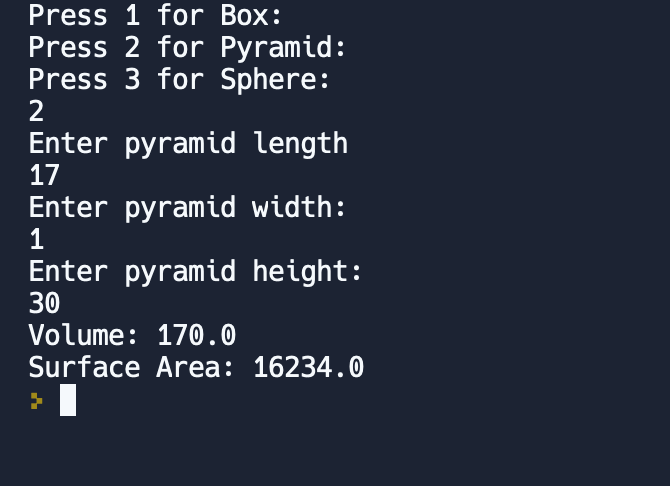 Press 1 for Box:
Press 2 for Pyramid:
Press 3 for Sphere:
2
Enter pyramid length
17
Enter pyramid width:
1
Enter pyramid height:
30
Volume: 170.0
Surface Area: 16234.0
>